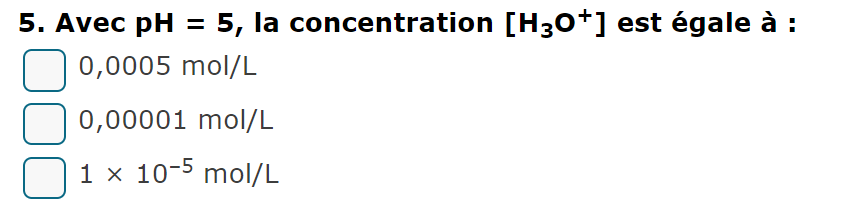 5. Avec pH = 5, la concentration [H₃O⁺] est égale à :
0,0005 mol/L
0,00001 mol/L
1 × 10⁻⁵ mol/L